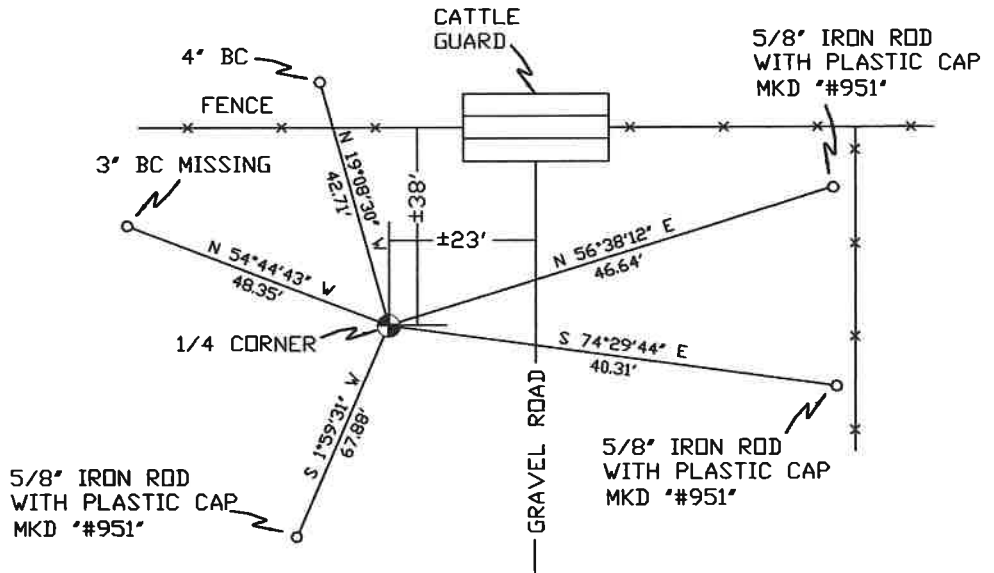 CATTLE
GUARD
4" BC
5/8" IRON ROD
WITH PLASTIC CAP
MKD "#951"
FENCE
3" BC MISSING
N 19°08'30" W
42.71'
±38'
±23'
N 54°44'43" W
48.35'
N 56°38'12" E
46.64'
1/4 CORNER
S 74°29'44" E
40.31'
S 1°59'31" W
67.88'
GRAVEL ROAD
5/8" IRON ROD
WITH PLASTIC CAP
MKD "#951"
5/8" IRON ROD
WITH PLASTIC CAP
MKD "#951"